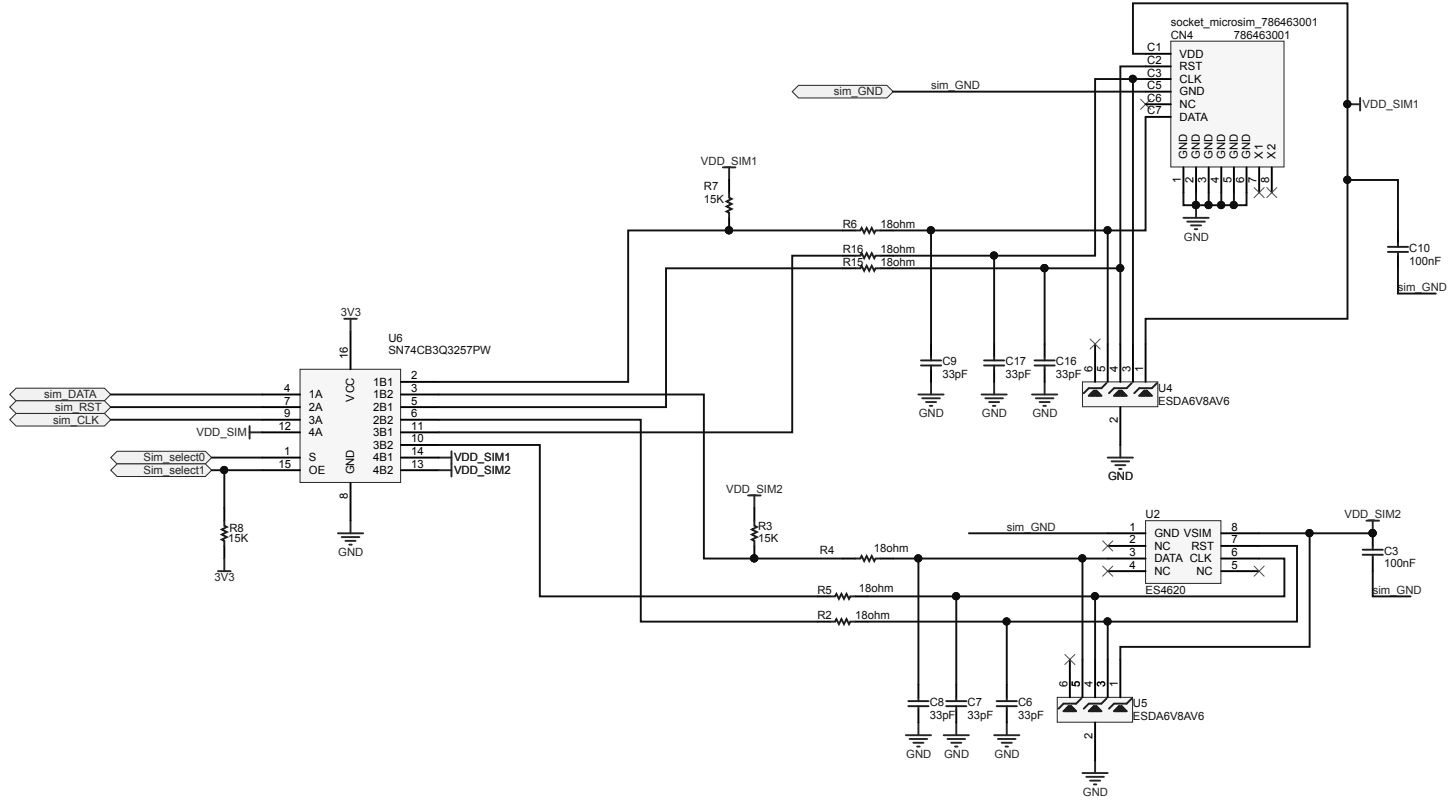 socket_microsim_786463001
CN4 786463001
C1 VDD
C2 RST
C3 CLK
C5 GND
C6 NC
C7 DATA
GND GND GND GND GND GND X1 X2
1 2 3 4 5 6 7 8
GND
sim_GND sim_GND
VDD_SIM1
C10
100nF
sim_GND
VDD_SIM1
R7
15K
R6 18ohm
R16 18ohm
R15 18ohm
C9
33pF
GND
C17
33pF
GND
C16
33pF
GND
6 5 4 3 1
U4
ESDA6V8AV6
2
GND
3V3
16
U6
SN74CB3Q3257PW
VCC
sim_DATA 4 1A
sim_RST 7 2A
sim_CLK 9 3A
VDD_SIM 12 4A
Sim_select0 1 S
Sim_select1 15 OE
1B1 2
1B2 3
2B1 5
2B2 6
3B1 11
3B2 10
4B1 14 VDD_SIM1
4B2 13 VDD_SIM2
GND
8
GND
R8
15K
3V3
VDD_SIM2
R3
15K
R4 18ohm
R5 18ohm
R2 18ohm
sim_GND
U2
1 GND VSIM 8
2 NC RST 7
3 DATA CLK 6
4 NC NC 5
ES4620
VDD_SIM2
C3
100nF
sim_GND
C8
33pF
GND
C7
33pF
GND
C6
33pF
GND
6 5 4 3 1
U5
ESDA6V8AV6
2
GND